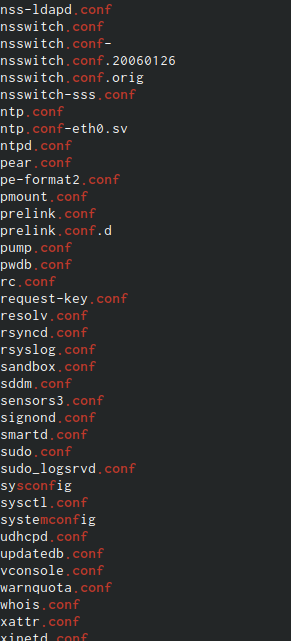 nss-ldapd.conf
nsswitch.conf
nsswitch.conf-
nsswitch.conf.20060126
nsswitch.conf.orig
nsswitch-sss.conf
ntp.conf
ntp.conf-eth0.sv
ntpd.conf
pear.conf
pe-format2.conf
pmount.conf
prelink.conf
prelink.conf.d
pump.conf
pwdb.conf
rc.conf
request-key.conf
resolv.conf
rsyncd.conf
rsyslog.conf
sandbox.conf
sddm.conf
sensors3.conf
signond.conf
smartd.conf
sudo.conf
sudo_logsrvd.conf
sysconfig
sysctl.conf
systemconfig
udhcpd.conf
updatedb.conf
vconsole.conf
warnquota.conf
whois.conf
xattr.conf
xinetd.conf